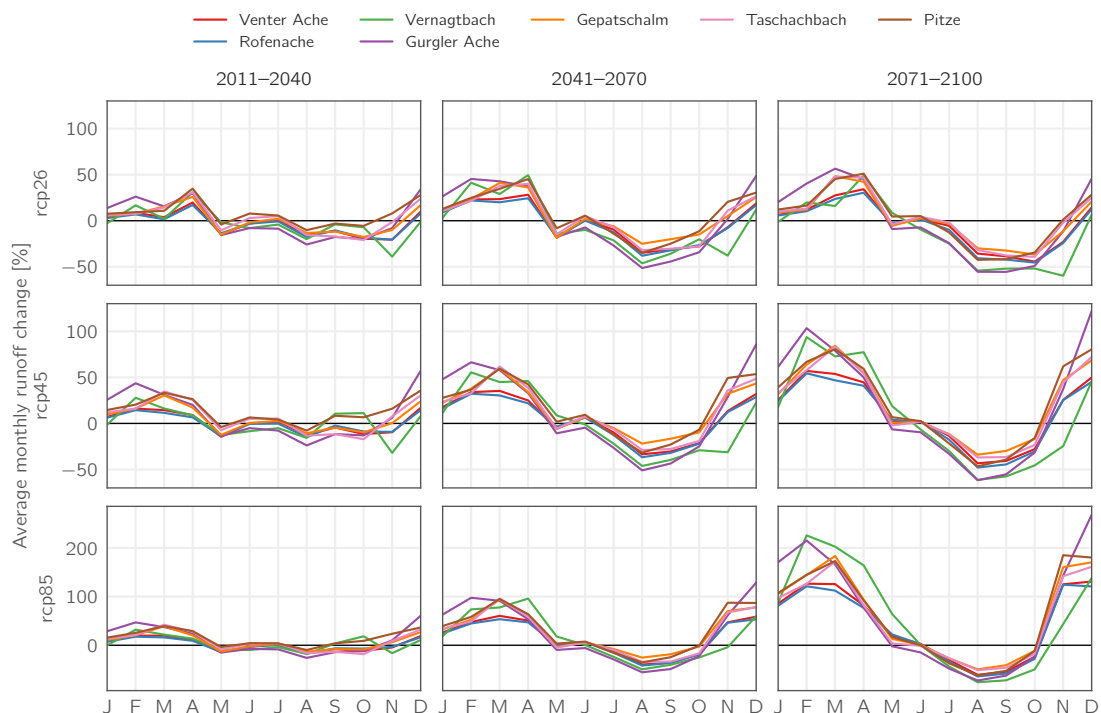 Venter Ache Vernagtbach Gepatschalm Taschachbach Pitze
Rofenache Gurgler Ache
2011–2040 2041–2070 2071–2100
Average monthly runoff change [%]
rcp26
100
50
0
−50
rcp45
100
50
0
−50
rcp85
200
100
0
J F M A M J J A S O N D J F M A M J J A S O N D J F M A M J J A S O N D